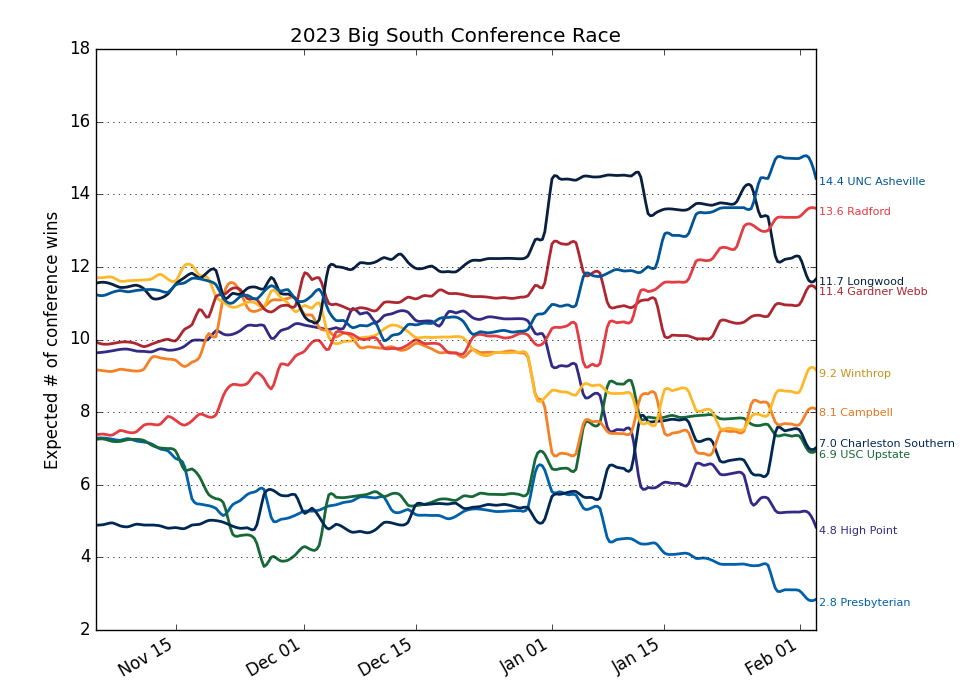 2023 Big South Conference Race
Expected # of conference wins
18
16
14
12
10
8
6
4
2
Nov 15
Dec 01
Dec 15
Jan 01
Jan 15
Feb 01
14.4 UNC Asheville
13.6 Radford
11.7 Longwood
11.4 Gardner Webb
9.2 Winthrop
8.1 Campbell
7.0 Charleston Southern
6.9 USC Upstate
4.8 High Point
2.8 Presbyterian